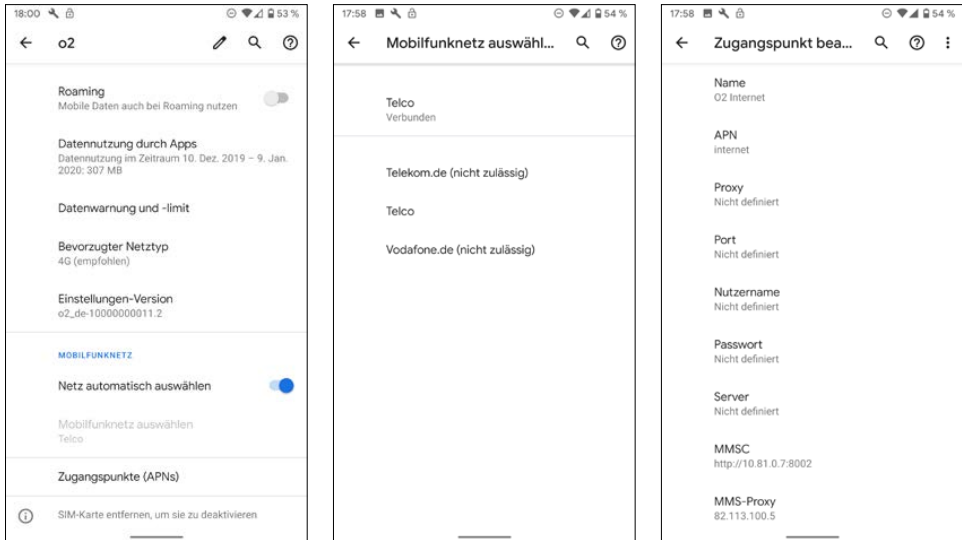 18:00 53 %
o2
Roaming
Mobile Daten auch bei Roaming nutzen
Datennutzung durch Apps
Datennutzung im Zeitraum 10. Dez. 2019 – 9. Jan.
2020: 307 MB
Datenwarnung und -limit
Bevorzugter Netztyp
4G (empfohlen)
Einstellungen-Version
o2_de-10000000011.2
MOBILFUNKNETZ
Netz automatisch auswählen
Mobilfunknetz auswählen
Telco
Zugangspunkte (APNs)
SIM-Karte entfernen, um sie zu deaktivieren
17:58 54 %
Mobilfunknetz auswähl...
Telco
Verbunden
Telekom.de (nicht zulässig)
Telco
Vodafone.de (nicht zulässig)
17:58 54 %
Zugangspunkt bea...
Name
O2 Internet
APN
internet
Proxy
Nicht definiert
Port
Nicht definiert
Nutzername
Nicht definiert
Passwort
Nicht definiert
Server
Nicht definiert
MMSC
http://10.81.0.7:8002
MMS-Proxy
82.113.100.5